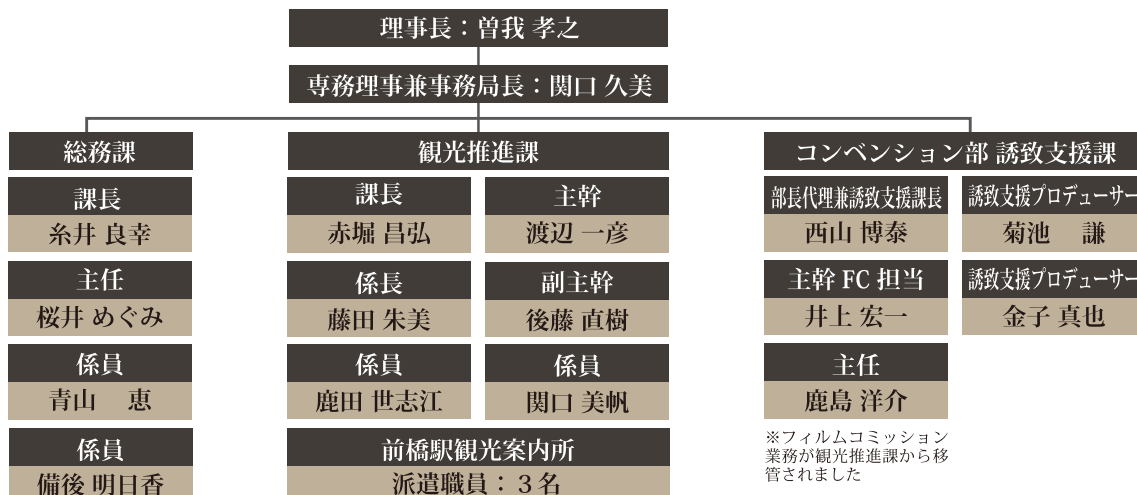 理事長：曽我 孝之
専務理事兼事務局長：関口 久美
総務課
課長
糸井 良幸
主任
桜井 めぐみ
係員
青山　恵
係員
備後 明日香
観光推進課
課長
赤堀 昌弘
主幹
渡辺 一彦
係長
藤田 朱美
副主幹
後藤 直樹
係員
鹿田 世志江
係員
関口 美帆
前橋駅観光案内所
派遣職員：３名
コンベンション部 誘致支援課
部長代理兼誘致支援課長
西山 博泰
誘致支援プロデューサー
菊池　謙
主幹 FC 担当
井上 宏一
誘致支援プロデューサー
金子 真也
主任
鹿島 洋介
※フィルムコミッション
業務が観光推進課から移
管されました